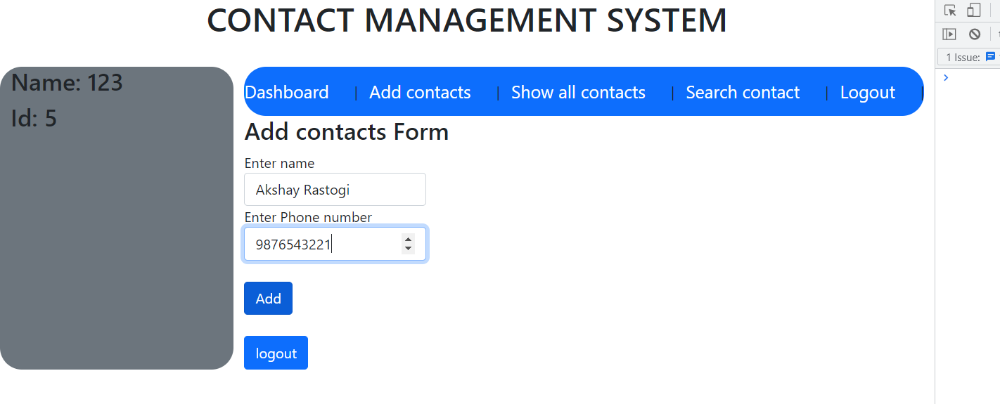 CONTACT MANAGEMENT SYSTEM
Name: 123
Id: 5
Dashboard | Add contacts | Show all contacts | Search contact | Logout |
Add contacts Form
Enter name
Akshay Rastogi
Enter Phone number
9876543221
Add
logout
1 Issue: